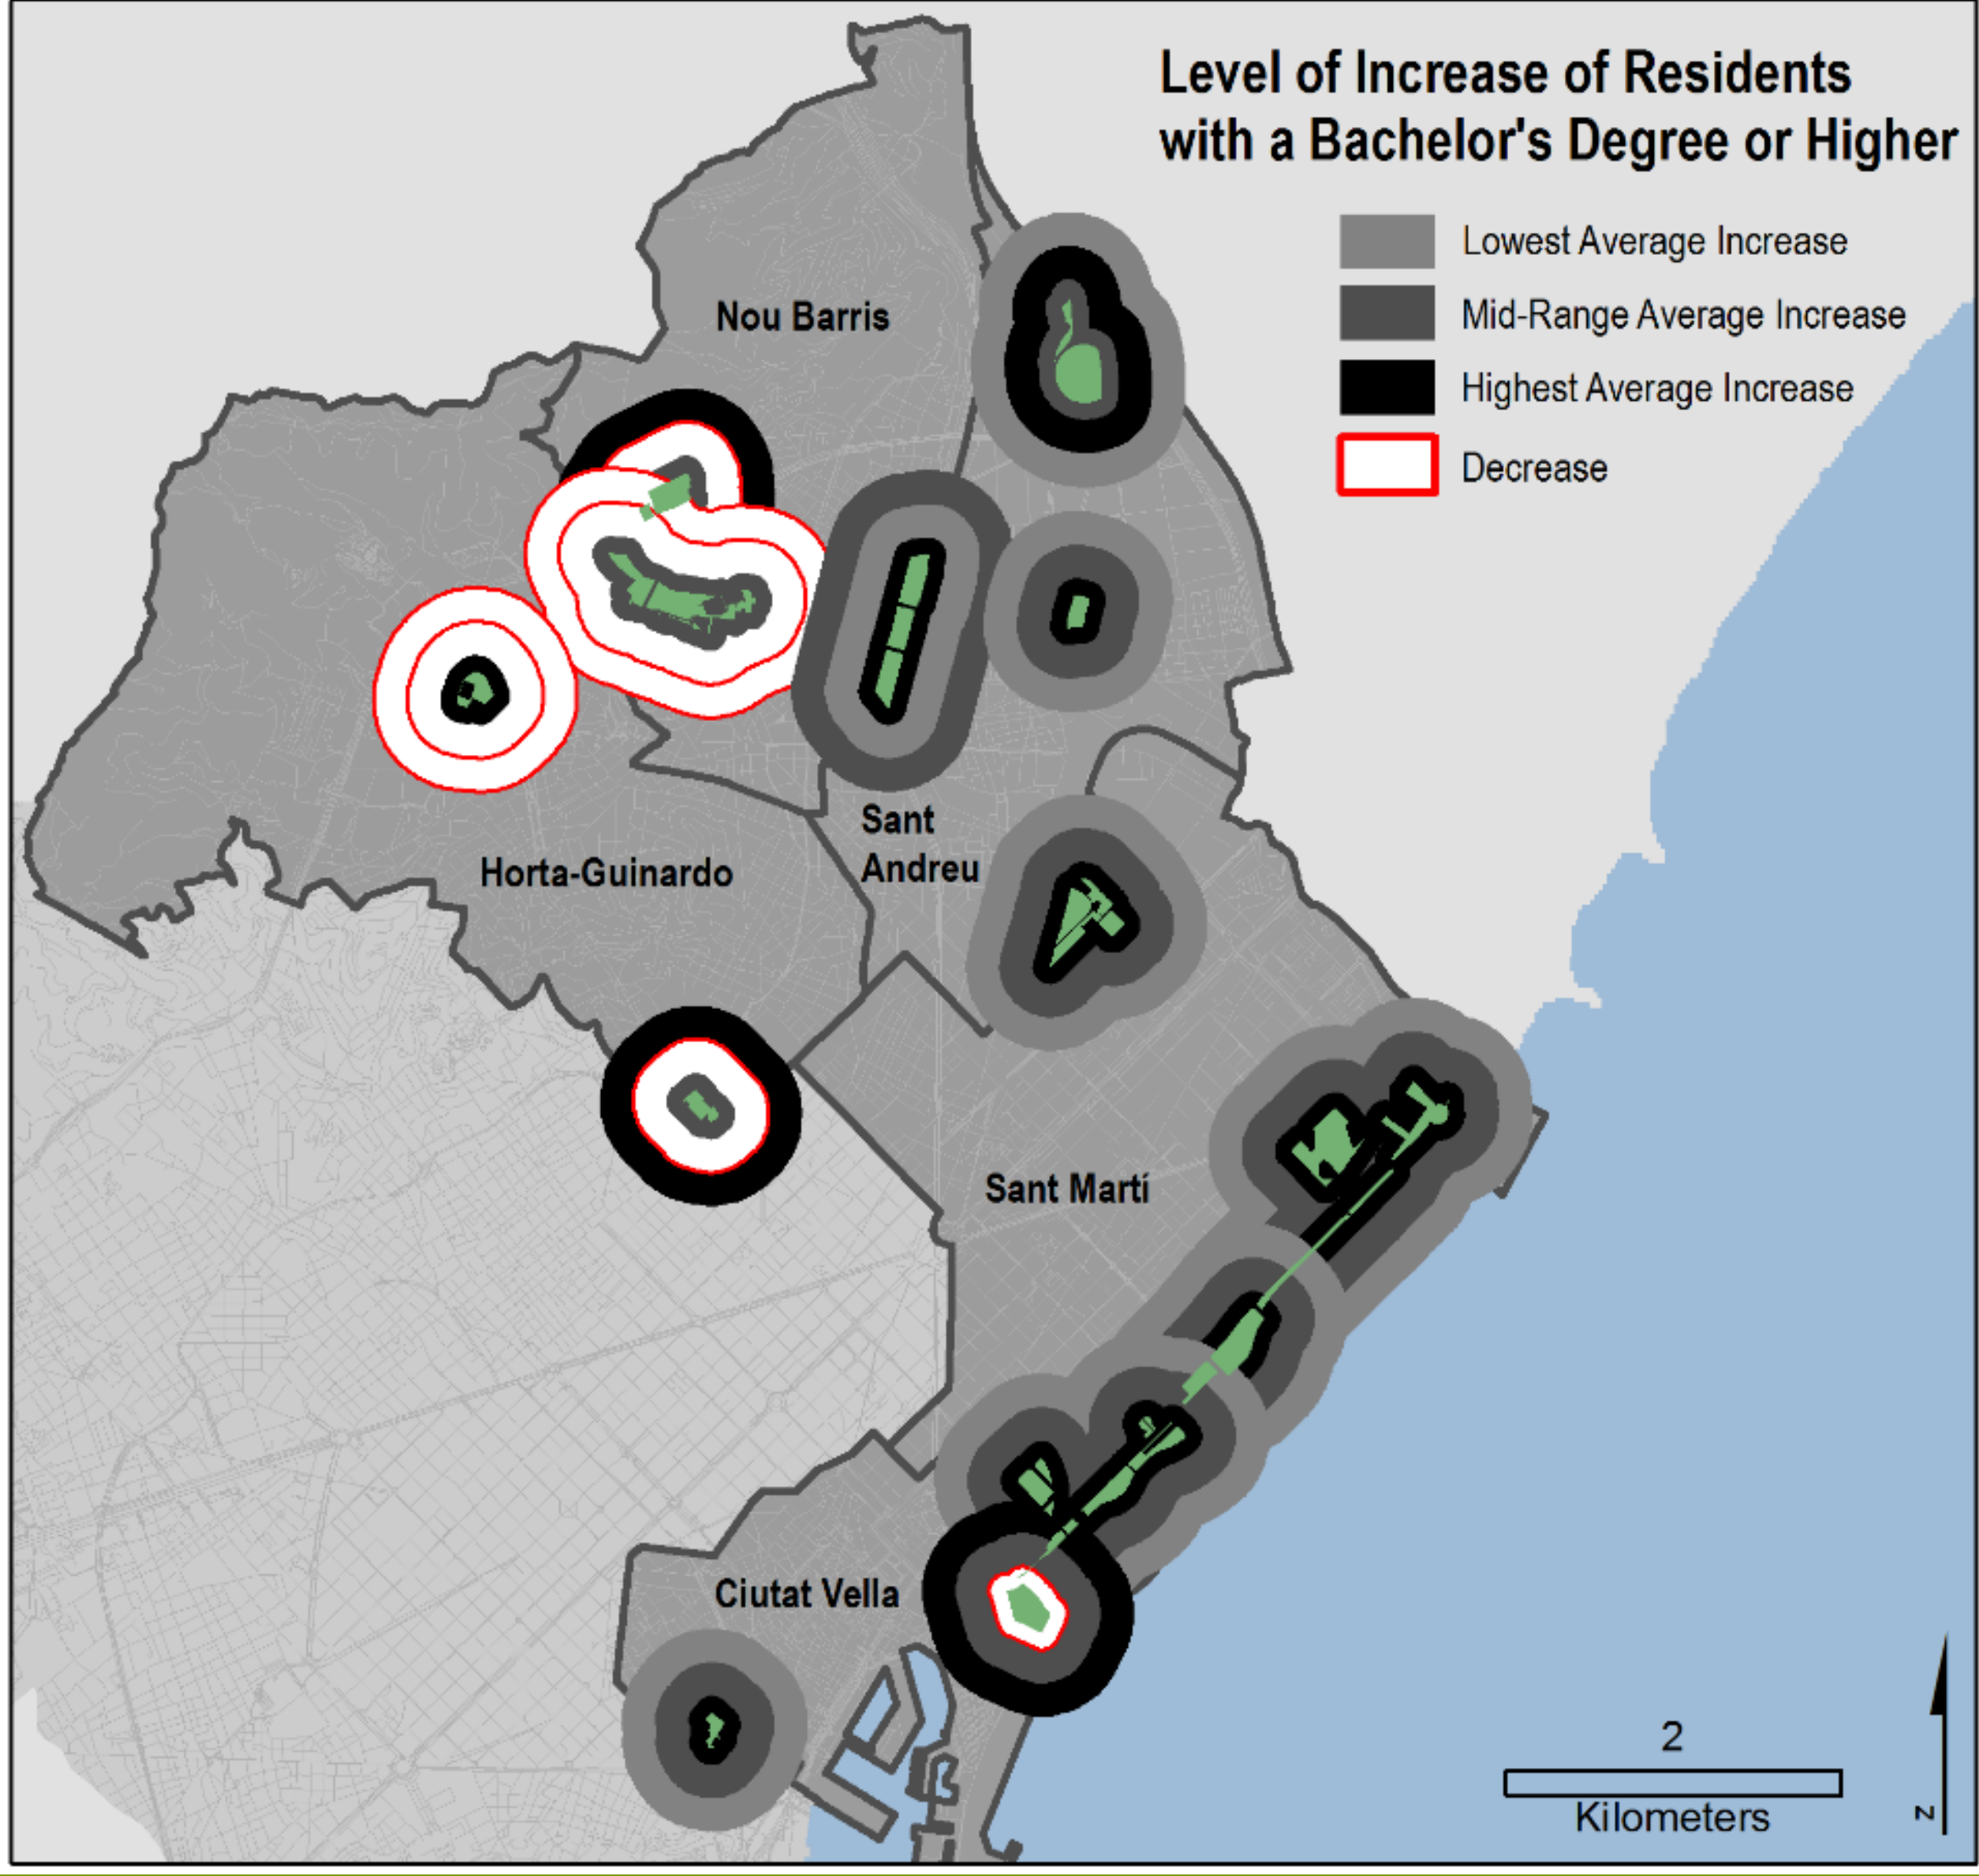 Level of Increase of Residents
with a Bachelor's Degree or Higher
Lowest Average Increase
Mid-Range Average Increase
Highest Average Increase
Decrease
Nou Barris
Sant
Andreu
Horta-Guinardo
Sant Martí
Ciutat Vella
2
Kilometers
N